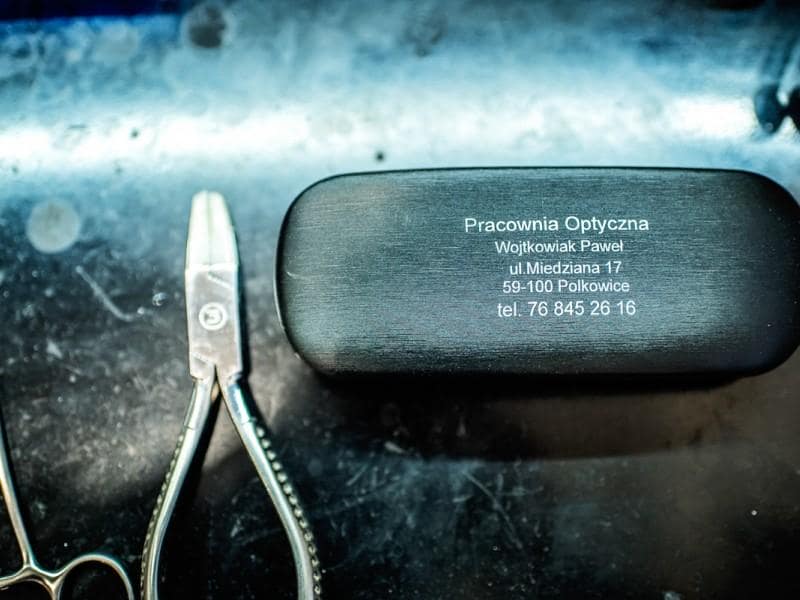 Pracownia Optyczna
Wojtkowiak Paweł
ul.Miedziana 17
59-100 Polkowice
tel. 76 845 26 16